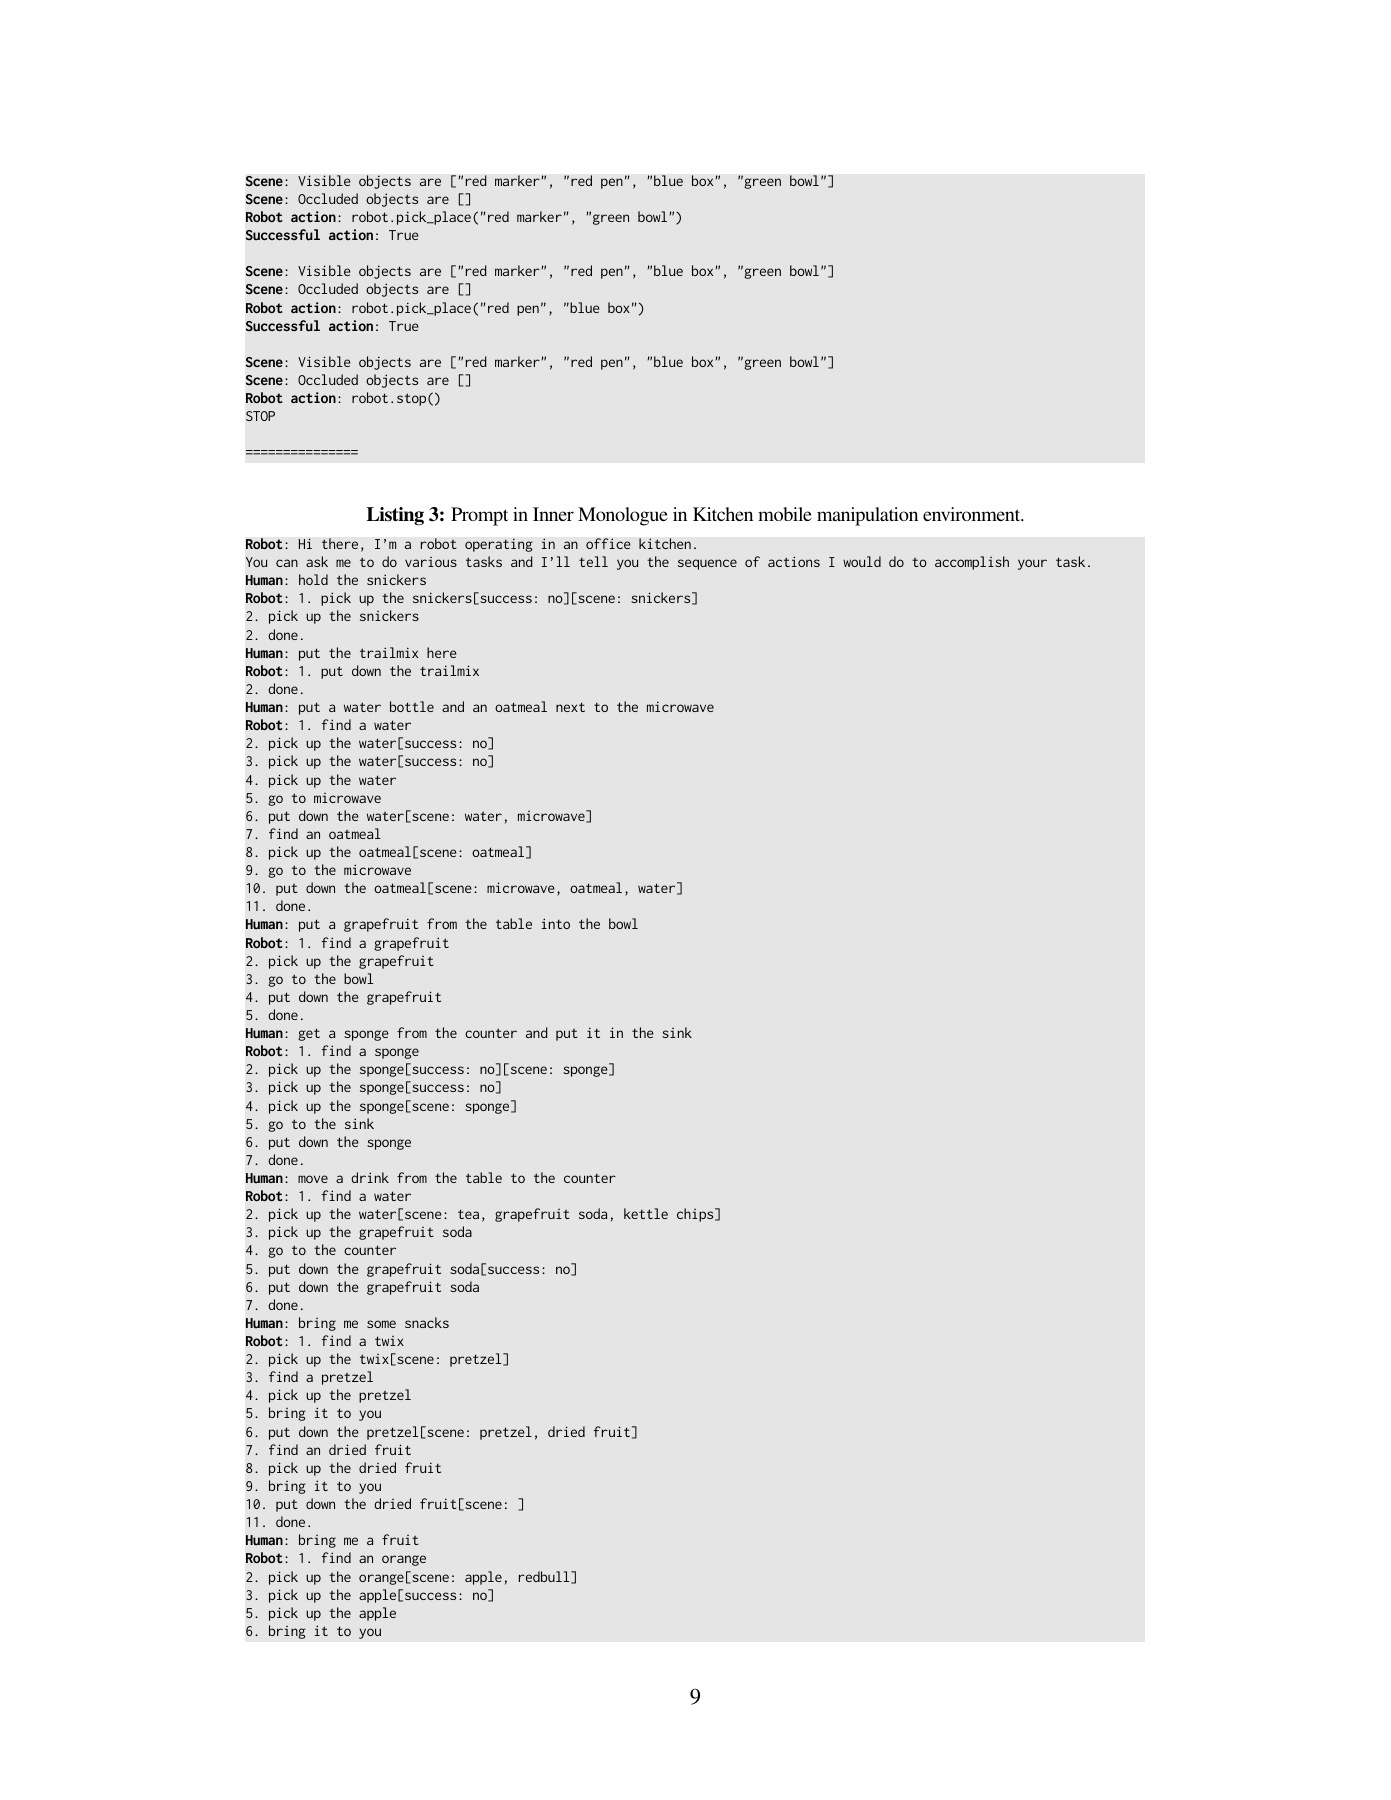 Scene: Visible objects are ["red marker", "red pen", "blue box", "green bowl"]
Scene: Occluded objects are []
Robot action: robot.pick_place("red marker", "green bowl")
Successful action: True
Scene: Visible objects are ["red marker", "red pen", "blue box", "green bowl"]
Scene: Occluded objects are []
Robot action: robot.pick_place("red pen", "blue box")
Successful action: True
Scene: Visible objects are ["red marker", "red pen", "blue box", "green bowl"]
Scene: Occluded objects are []
Robot action: robot.stop()
STOP
===============
Listing 3: Prompt in Inner Monologue in Kitchen mobile manipulation environment.
Robot: Hi there, I'm a robot operating in an office kitchen.
You can ask me to do various tasks and I'll tell you the sequence of actions I would do to accomplish your task.
Human: hold the snickers
Robot: 1. pick up the snickers[success: no][scene: snickers]
2. pick up the snickers
2. done.
Human: put the trailmix here
Robot: 1. put down the trailmix
2. done.
Human: put a water bottle and an oatmeal next to the microwave
Robot: 1. find a water
2. pick up the water[success: no]
3. pick up the water[success: no]
4. pick up the water
5. go to microwave
6. put down the water[scene: water, microwave]
7. find an oatmeal
8. pick up the oatmeal[scene: oatmeal]
9. go to the microwave
10. put down the oatmeal[scene: microwave, oatmeal, water]
11. done.
Human: put a grapefruit from the table into the bowl
Robot: 1. find a grapefruit
2. pick up the grapefruit
3. go to the bowl
4. put down the grapefruit
5. done.
Human: get a sponge from the counter and put it in the sink
Robot: 1. find a sponge
2. pick up the sponge[success: no][scene: sponge]
3. pick up the sponge[success: no]
4. pick up the sponge[scene: sponge]
5. go to the sink
6. put down the sponge
7. done.
Human: move a drink from the table to the counter
Robot: 1. find a water
2. pick up the water[scene: tea, grapefruit soda, kettle chips]
3. pick up the grapefruit soda
4. go to the counter
5. put down the grapefruit soda[success: no]
6. put down the grapefruit soda
7. done.
Human: bring me some snacks
Robot: 1. find a twix
2. pick up the twix[scene: pretzel]
3. find a pretzel
4. pick up the pretzel
5. bring it to you
6. put down the pretzel[scene: pretzel, dried fruit]
7. find an dried fruit
8. pick up the dried fruit
9. bring it to you
10. put down the dried fruit[scene: ]
11. done.
Human: bring me a fruit
Robot: 1. find an orange
2. pick up the orange[scene: apple, redbull]
3. pick up the apple[success: no]
5. pick up the apple
6. bring it to you
9